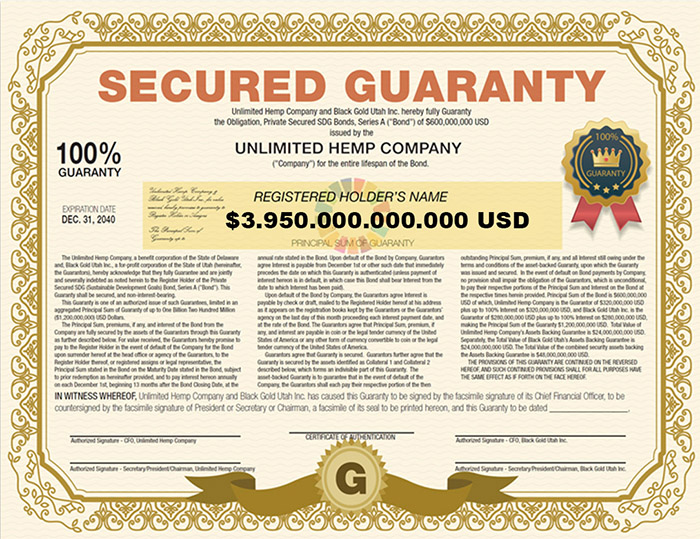 SECURED GUARANTY
Unlimited Hemp Company and Black Gold Utah Inc. hereby fully Guaranty
the Obligation, Private Secured SDG Bonds, Series A ("Bond") of $600,000,000 USD
issued by the
UNLIMITED HEMP COMPANY
("Company") for the entire lifespan of the Bond.
100%
GUARANTY
100%
GUARANTY
EXPIRATION DATE
DEC. 31, 2040
REGISTERED HOLDER'S NAME
$3.950.000.000.000 USD
PRINCIPAL SUM OF GUARANTY
The Unlimited Hemp Company, a benefit corporation of the State of Delaware
and, Black Gold Utah Inc., a for-profit corporation of the State of Utah (hereinafter,
the Guarantors), hereby acknowledge that they fully Guarantee and are jointly
and severely indebted as noted herein to the Register Holder of the Private
Secured SDG (Sustainable Development Goals) Bond, Series A ("Bond"). This
Guaranty shall be secured, and non-interest-bearing.
This Guaranty is one of an authorized issue of such Guaranties, limited in an
aggregated Principal Sum of Guaranty of up to One Billion Two Hundred Million
($1,200,000,000) USD Dollars.
The Principal Sum, premiums, if any, and interest of the Bond from the
Company are fully secured by the assets of the Guarantors through this Guaranty
as further described below. For value received, the Guarantors hereby promise to
pay to the Register Holder in the event of default of the Company for the Bond
upon surrender hereof at the head office or agency of the Guarantors, to the
Register Holder thereof, or registered assigns or legal representative, the
Principal Sum stated in the Bond on the Maturity Date stated in the Bond, subject
to prior redemption as hereinafter provided, and to pay interest hereon annually
on each December 1st, beginning 13 months after the Bond Closing Date, at the
annual rate stated in the Bond. Upon default of the Bond by Company, Guarantors
agree Interest is payable from December 1st or other such date that immediately
precedes the date on which this Guaranty is authenticated (unless payment of
interest hereon is in default, in which case this Bond shall bear Interest from the
date to which Interest has been paid).
Upon default of the Bond by Company, the Guarantors agree interest is
payable by check or draft, mailed to the Registered Holder hereof at his address
as it appears on the registration books kept by the Guarantors or the Guarantors'
agency on the last day of this month proceeding each interest payment date, and
at the rate of the Bond. The Guarantors agree that Principal Sum, premium, if
any, and interest are payable in coin or the legal tender currency of the United
States of America or any other form of currency convertible to coin or the legal
tender currency of the United States of America.
Guarantors agree that Guaranty is secured. Guarantors further agree that the
Guaranty is secured by the assets identified as Collateral 1 and Collateral 2
described below, which forms an indivisible part of this Guaranty. The
asset-backed Guaranty is to guarantee that in the event of default of the
Company, the Guarantors shall each pay their respective portion of the then
outstanding Principal Sum, premium, if any, and all Interest still owing under the
terms and conditions of the asset-backed Guaranty, upon which the Guaranty
was issued and secured. In the event of default on Bond payments by Company,
no provision shall impair the obligation of the Guarantors, which is unconditional,
to pay their respective portions of the Principal Sum and Interest on the Bond at
the respective times herein provided. Principal Sum of the Bond is $600,000,000
USD of which, Unlimited Hemp Company is the Guarantor of $320,000,000 USD
plus up to 100% Interest on $320,000,000 USD, and Black Gold Utah Inc. is the
Guarantor of $280,000,000 USD plus up to 100% Interest on $280,000,000 USD,
making the Principal Sum of the Guaranty $1,200,000,000 USD. Total Value of
Unlimited Hemp Company's Assets Backing Guarantee is $24,000,000,000 USD.
Separately, the Total Value of Black Gold Utah's Assets Backing Guarantee is
$24,000,000,000 USD. Total Value of the combined security assets backing
the Assets Backing Guarantee is $48,000,000,000 USD.
THE PROVISIONS OF THIS GUARANTY ARE CONTINUED ON THE REVERSED
HEREOF, AND SUCH CONTINUED PROVISIONS SHALL FOR ALL PURPOSES HAVE
THE SAME EFFECT AS IF FORTH ON THE FACE HEREOF.
IN WITNESS WHEREOF, Unlimited Hemp Company and Black Gold Utah Inc. has caused this Guaranty to be signed by the facsimile signature of its Chief Financial Officer, to be
countersigned by the facsimile signature of President or Secretary or Chairman, a facsimile of its seal to be printed hereon, and this Guaranty to be dated
Authorized Signature - CFO, Unlimited Hemp Company
CERTIFICATE OF AUTHENTICATION
Authorized Signature - CFO, Black Gold Utah Inc.
Authorized Signature - Secretary/President/Chairman, Unlimited Hemp Company
Authorized Signature - Secretary/President/Chairman, Black Gold Utah Inc.
G